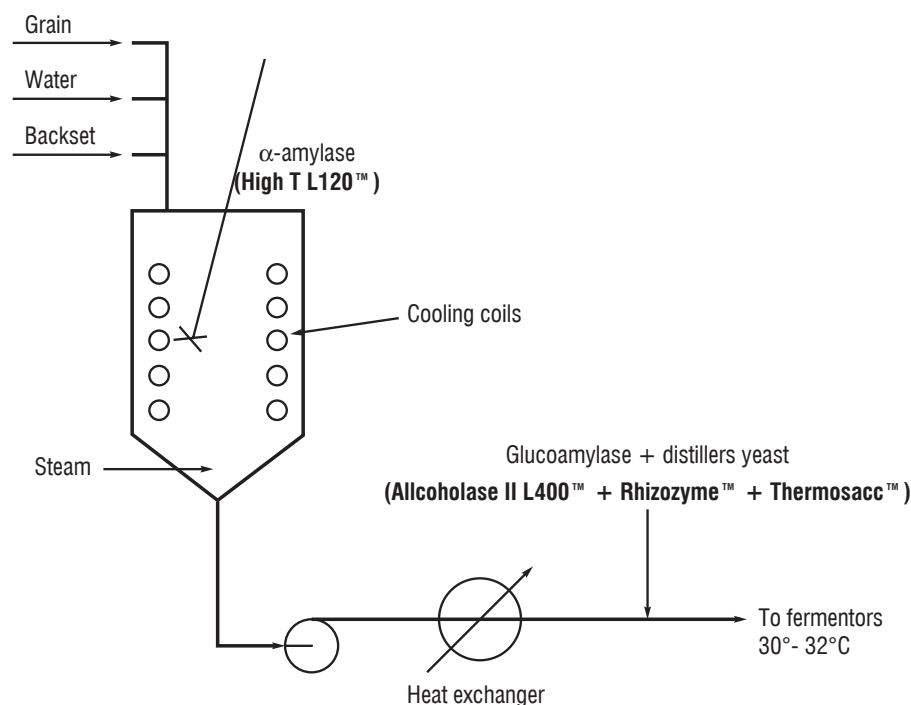 Grain
Water
Backset
α-amylase
(High T L120™ )
Cooling coils
Steam
Glucoamylase + distillers yeast
(Allcoholase II L400™ + Rhizozyme™ + Thermosacc™ )
To fermentors
30°- 32°C
Heat exchanger